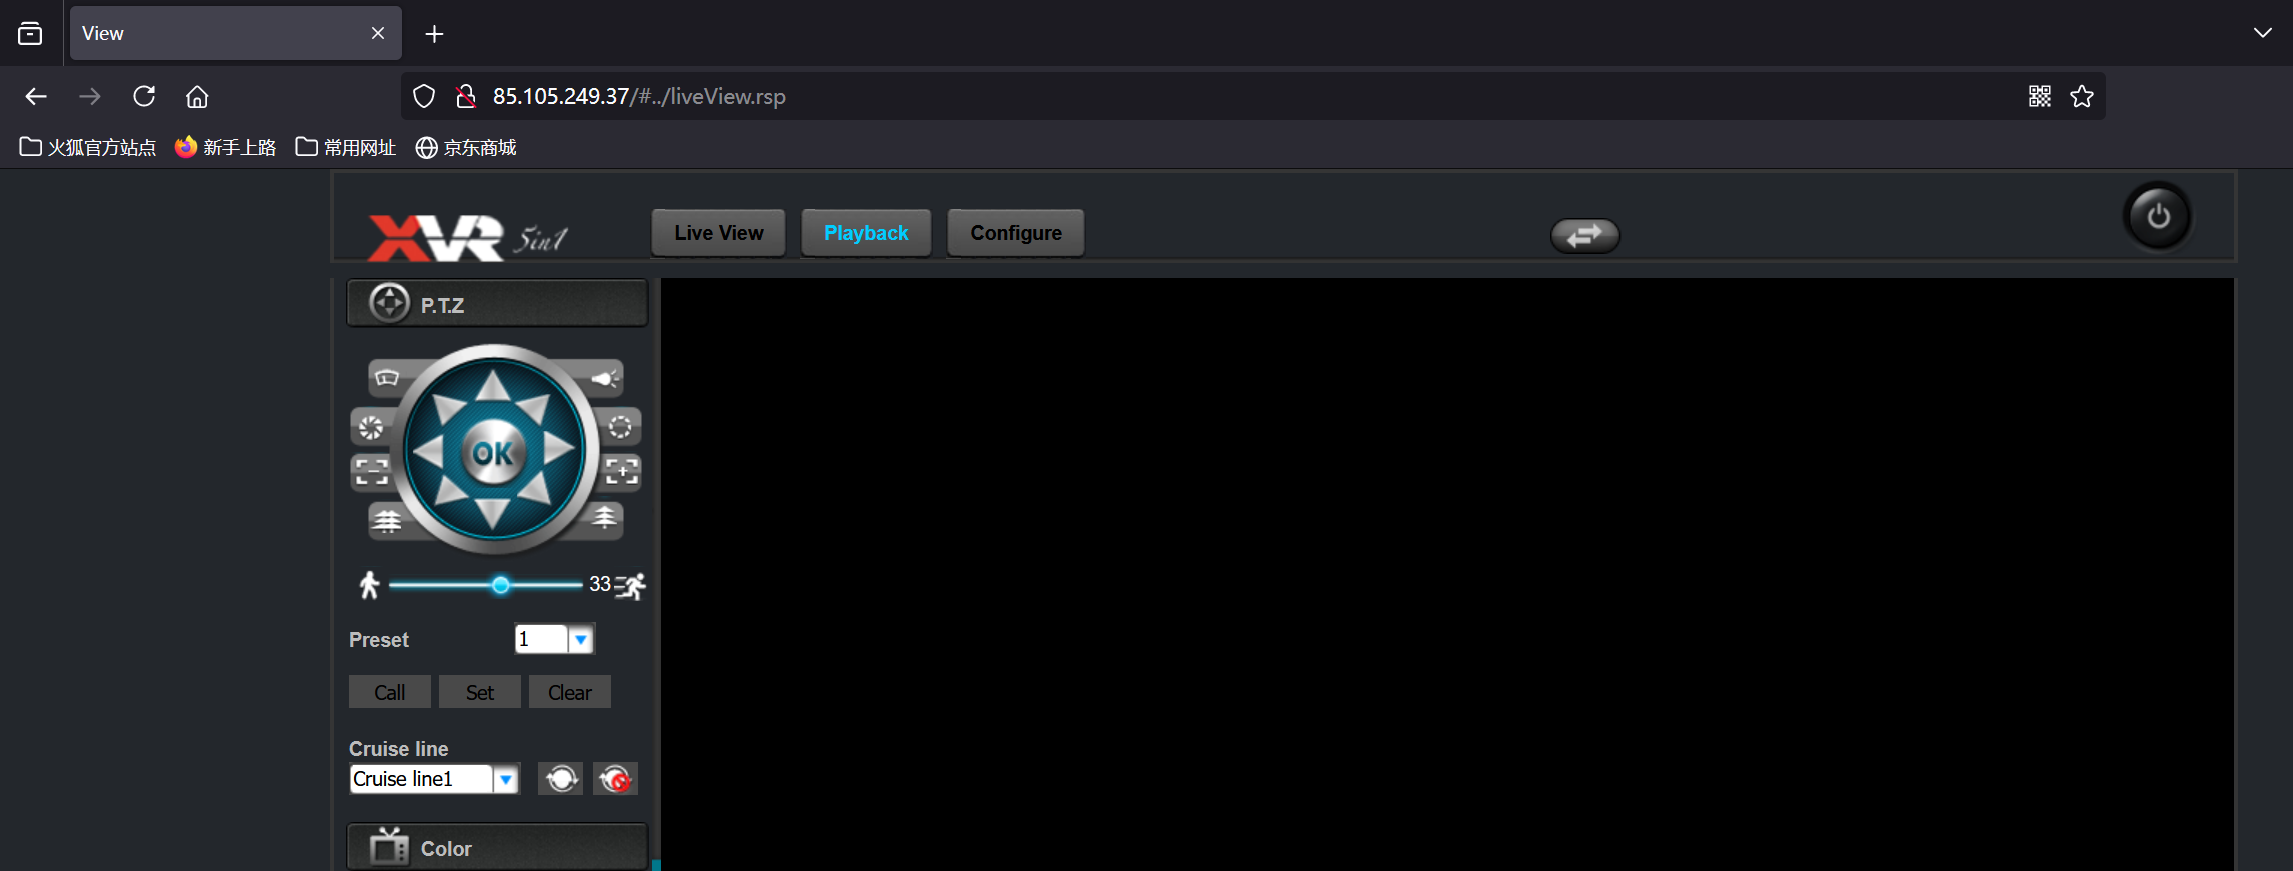 View
85.105.249.37/#../liveView.rsp
火狐官方站点 新手上路 常用网址 京东商城
XVR 5in1 Live View Playback Configure
P.T.Z
OK
33
Preset 1
Call Set Clear
Cruise line
Cruise line1
Color